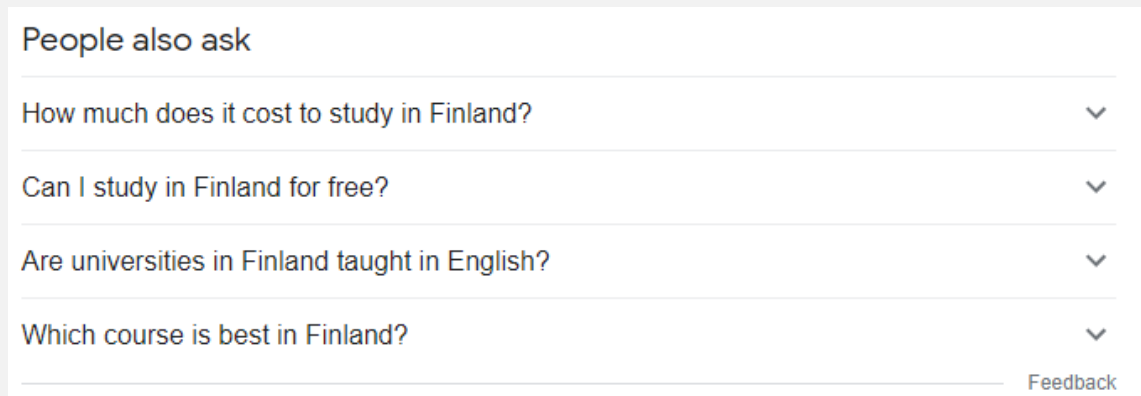 People also ask
How much does it cost to study in Finland?
Can I study in Finland for free?
Are universities in Finland taught in English?
Which course is best in Finland?
Feedback